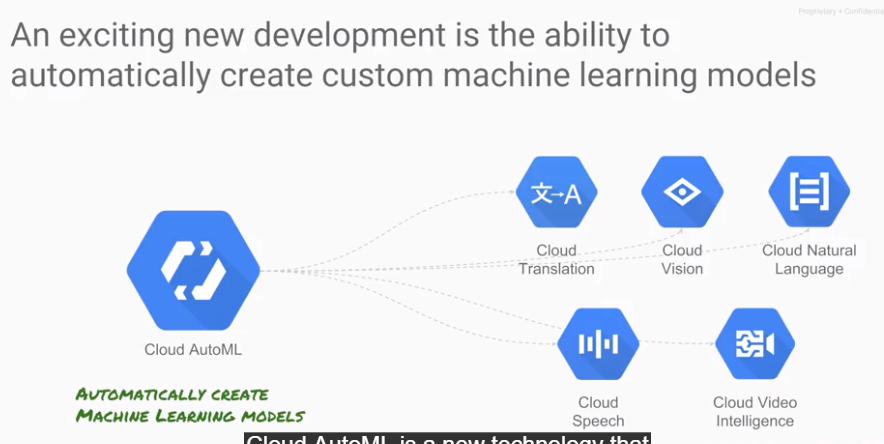 Proprietary + Confidential
An exciting new development is the ability to
automatically create custom machine learning models
文→A
Cloud
Translation
Cloud
Vision
Cloud Natural
Language
Cloud AutoML
Cloud
Speech
Cloud Video
Intelligence
AUTOMATICALLY CREATE
MACHINE LEARNING MODELS
Cloud AutoML is a new technology that